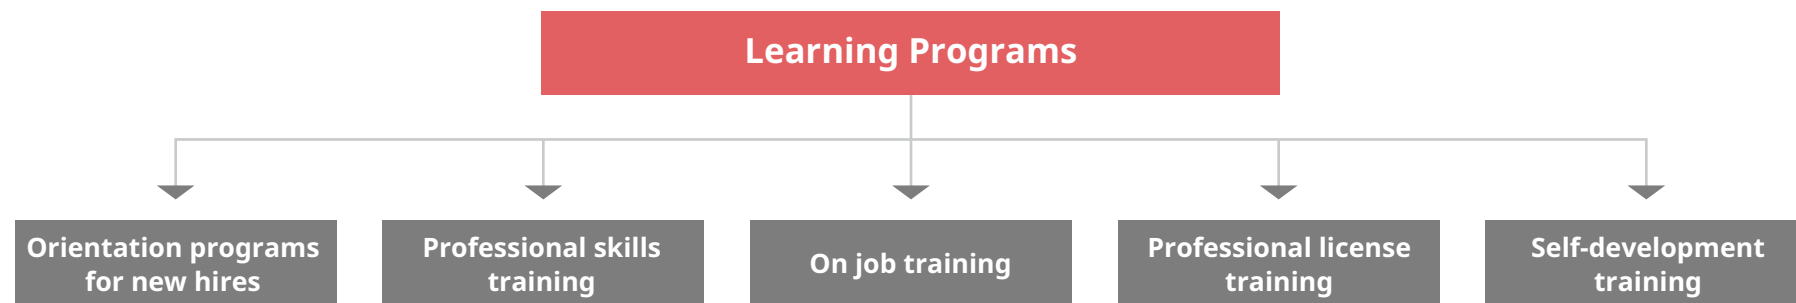 Learning Programs
Orientation programs
for new hires
Professional skills
training
On job training
Professional license
training
Self-development
training